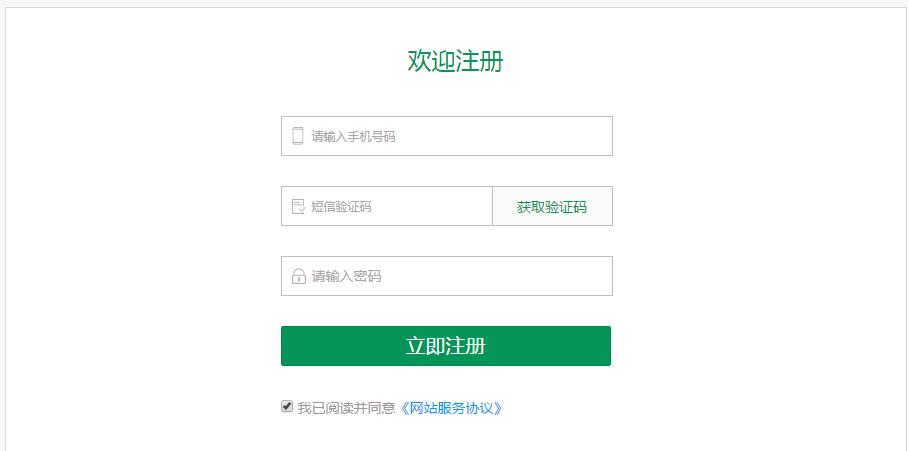 欢迎注册
请输入手机号码
短信验证码 获取验证码
请输入密码
立即注册
我已阅读并同意《网站服务协议》